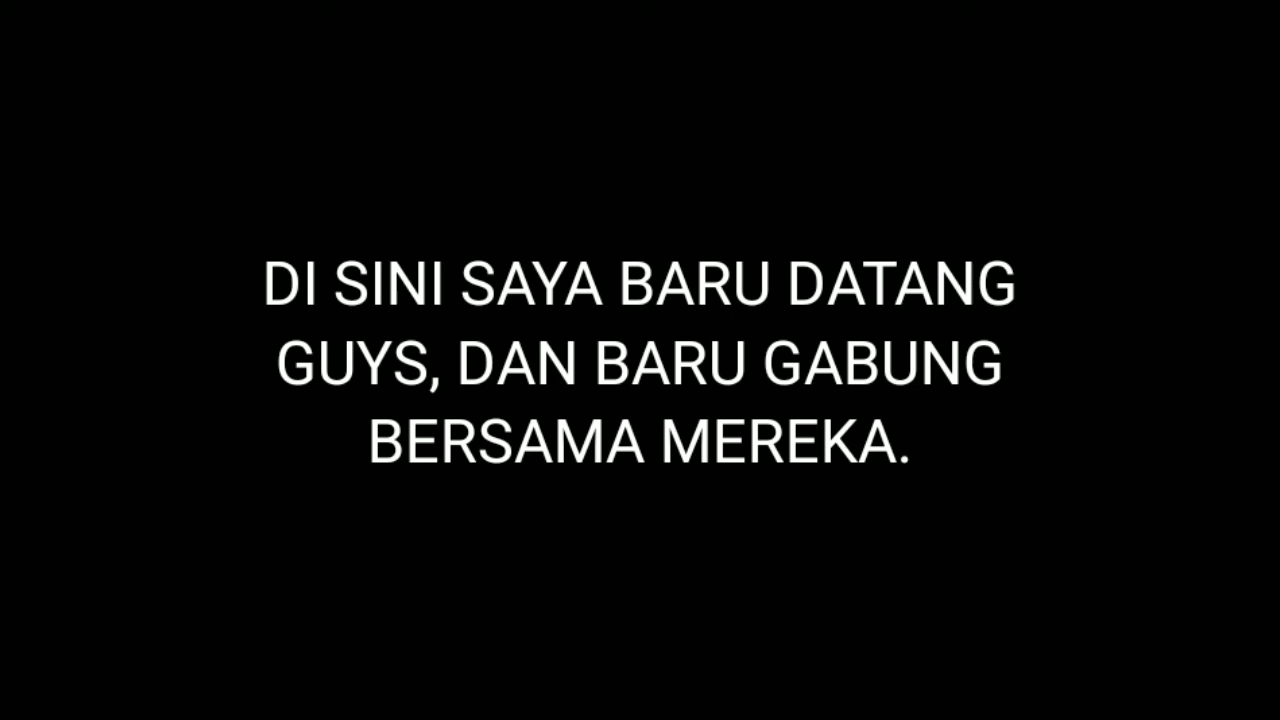 DI SINI SAYA BARU DATANG
GUYS, DAN BARU GABUNG
BERSAMA MEREKA.